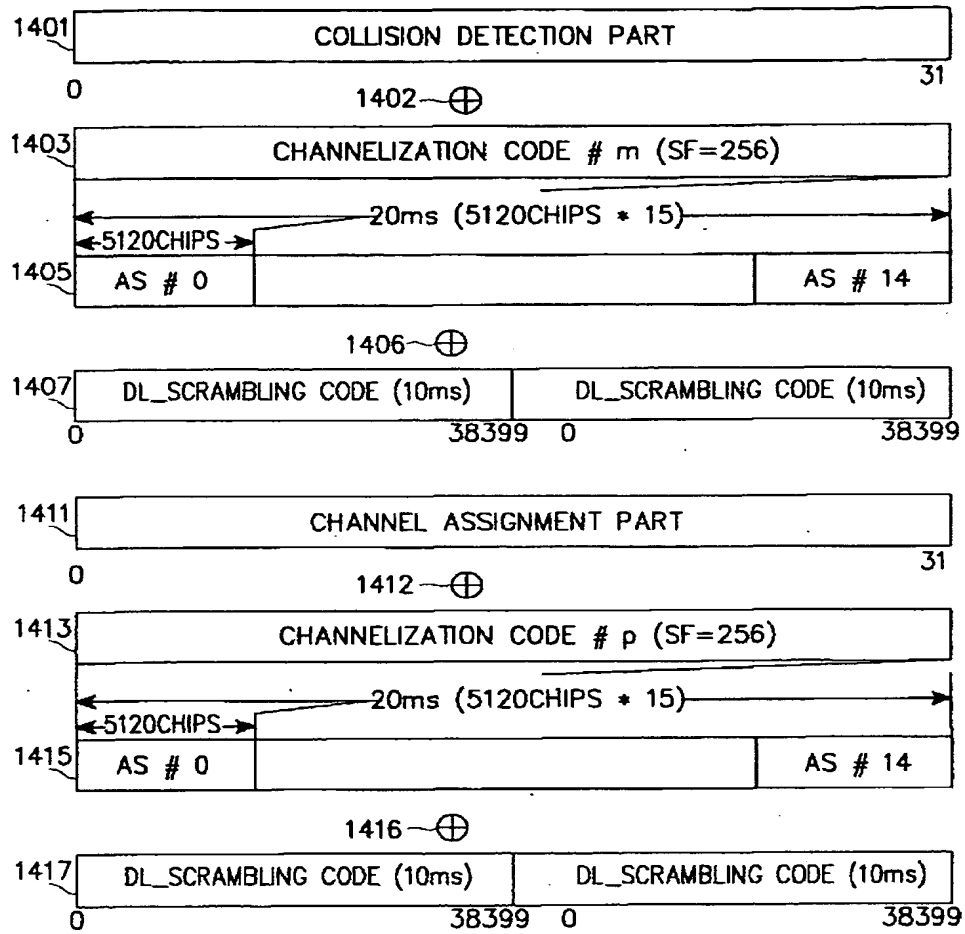 1401 COLLISION DETECTION PART
0 31
1402
1403 CHANNELIZATION CODE # m (SF=256)
20ms (5120CHIPS * 15)
5120CHIPS
1405 AS # 0 AS # 14
1406
1407 DL_SCRAMBLING CODE (10ms) DL_SCRAMBLING CODE (10ms)
0 38399 0 38399
1411 CHANNEL ASSIGNMENT PART
0 31
1412
1413 CHANNELIZATION CODE # p (SF=256)
20ms (5120CHIPS * 15)
5120CHIPS
1415 AS # 0 AS # 14
1416
1417 DL_SCRAMBLING CODE (10ms) DL_SCRAMBLING CODE (10ms)
0 38399 0 38399